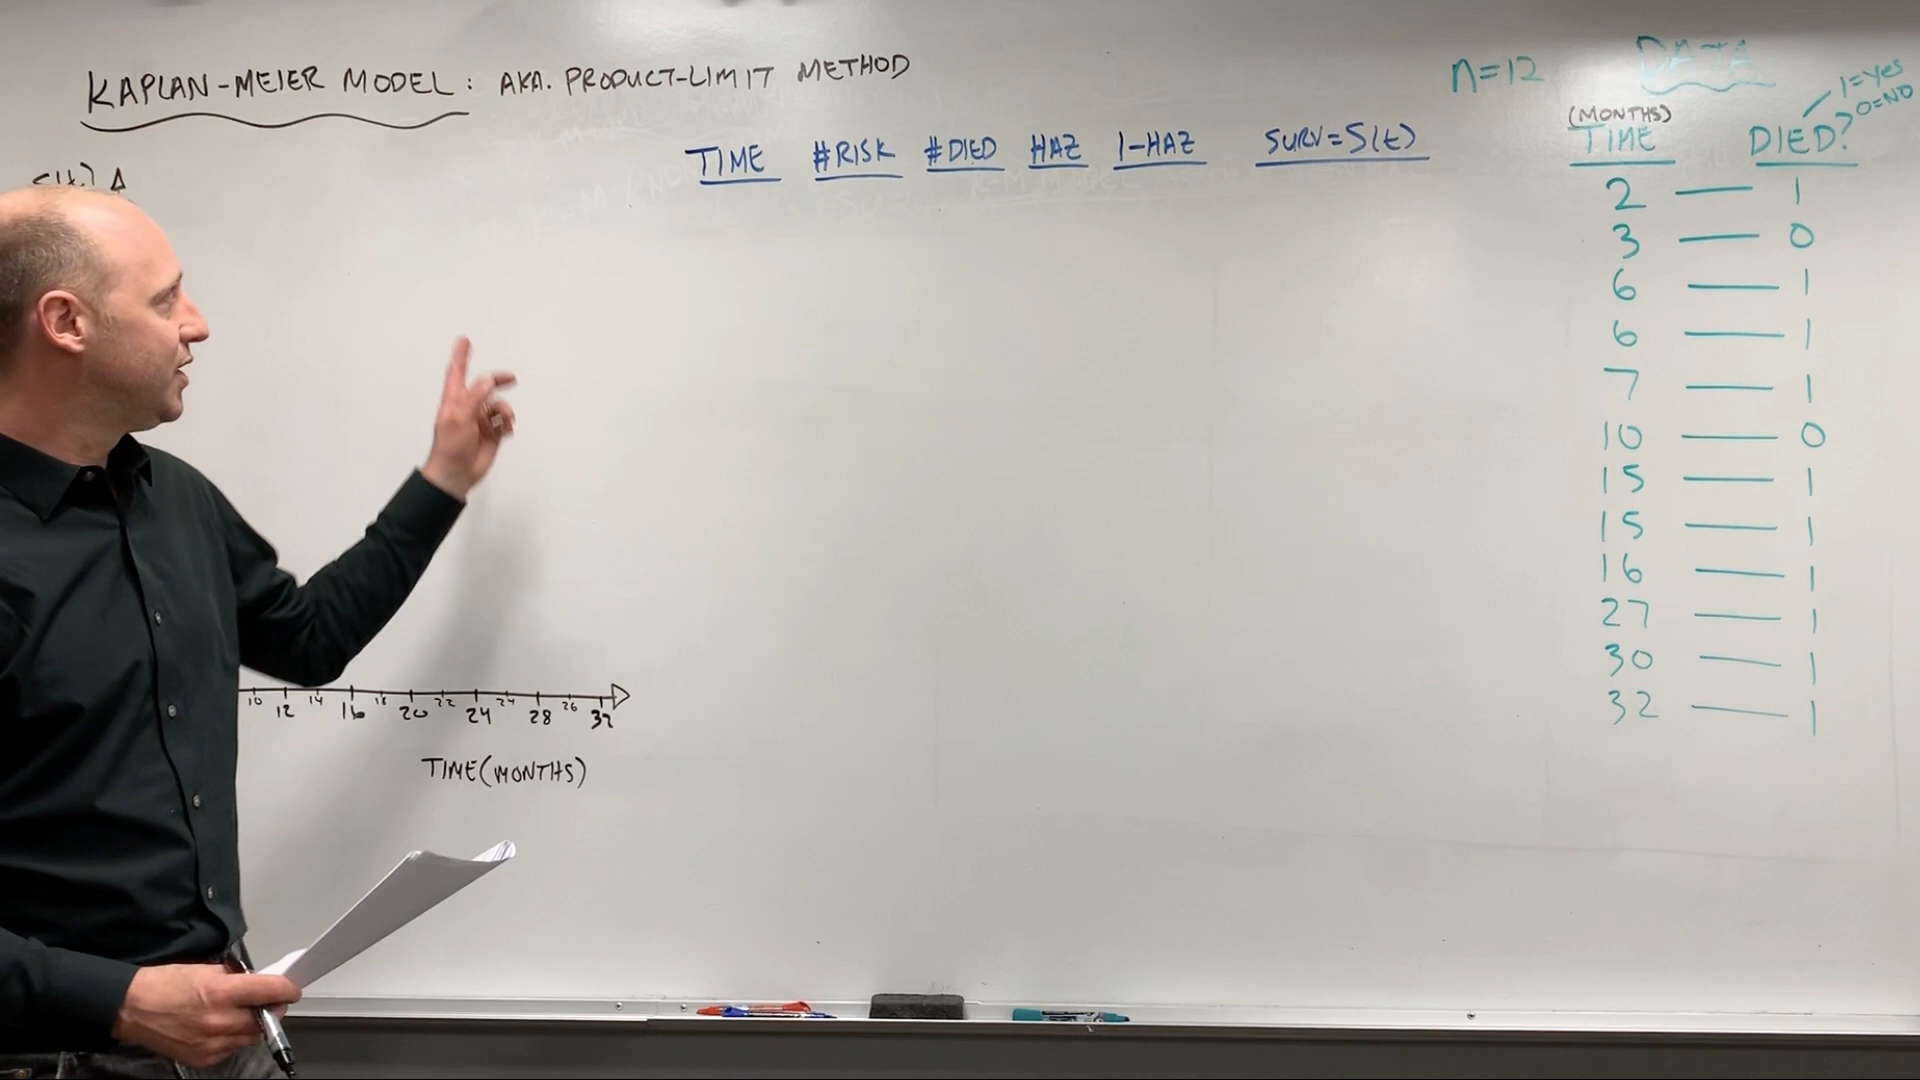 KAPLAN-MEIER MODEL: AKA. PRODUCT-LIMIT METHOD
S(t)
TIME #RISK #DIED HAZ 1-HAZ SURV=S(t)
10 12 14 16 18 20 22 24 24 28 26 32
TIME(MONTHS)
n=12 DATA
1=Yes
0=NO
(MONTHS)
TIME DIED?
2 — 1
3 — 0
6 — 1
6 — 1
7 — 1
10 — 0
15 — 1
15 — 1
16 — 1
27 — 1
30 — 1
32 — 1